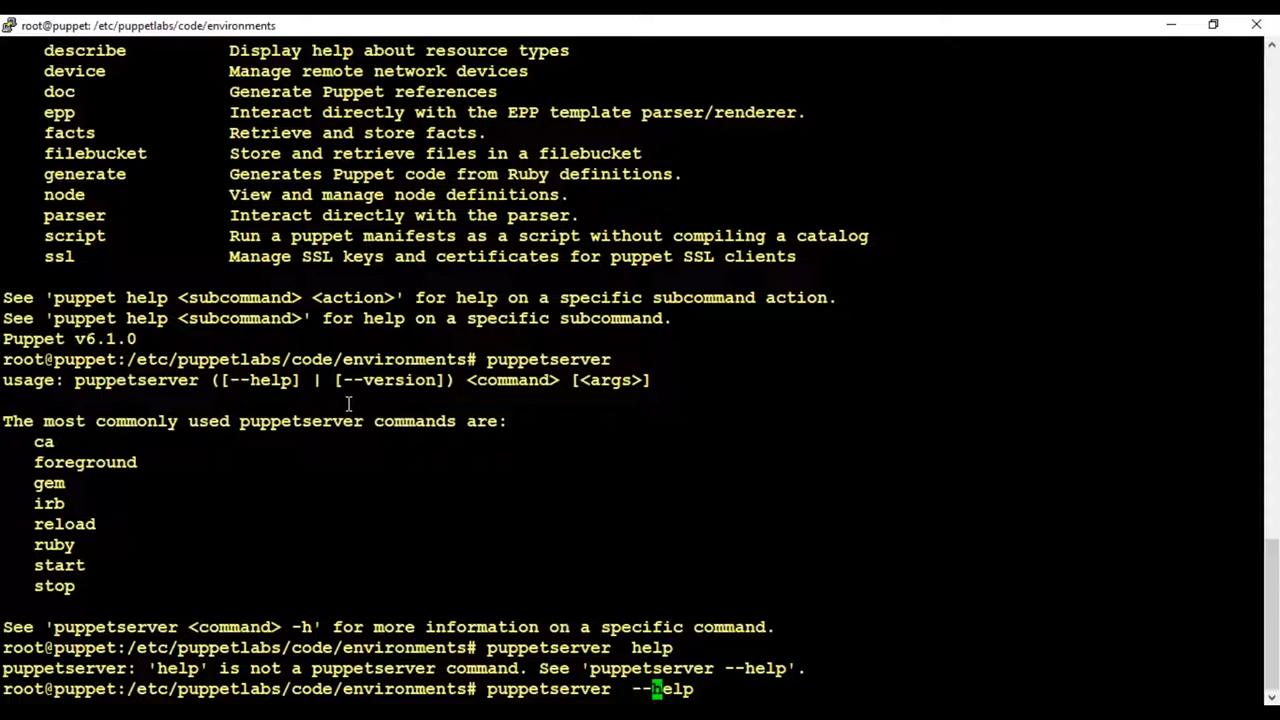 root@puppet: /etc/puppetlabs/code/environments
describe Display help about resource types
device Manage remote network devices
doc Generate Puppet references
epp Interact directly with the EPP template parser/renderer.
facts Retrieve and store facts.
filebucket Store and retrieve files in a filebucket
generate Generates Puppet code from Ruby definitions.
node View and manage node definitions.
parser Interact directly with the parser.
script Run a puppet manifests as a script without compiling a catalog
ssl Manage SSL keys and certificates for puppet SSL clients
See 'puppet help <subcommand> <action>' for help on a specific subcommand action.
See 'puppet help <subcommand>' for help on a specific subcommand.
Puppet v6.1.0
root@puppet:/etc/puppetlabs/code/environments# puppetserver
usage: puppetserver ([--help] | [--version]) <command> [<args>]
The most commonly used puppetserver commands are:
ca
foreground
gem
irb
reload
ruby
start
stop
See 'puppetserver <command> -h' for more information on a specific command.
root@puppet:/etc/puppetlabs/code/environments# puppetserver  help
puppetserver: 'help' is not a puppetserver command. See 'puppetserver --help'.
root@puppet:/etc/puppetlabs/code/environments# puppetserver  --help